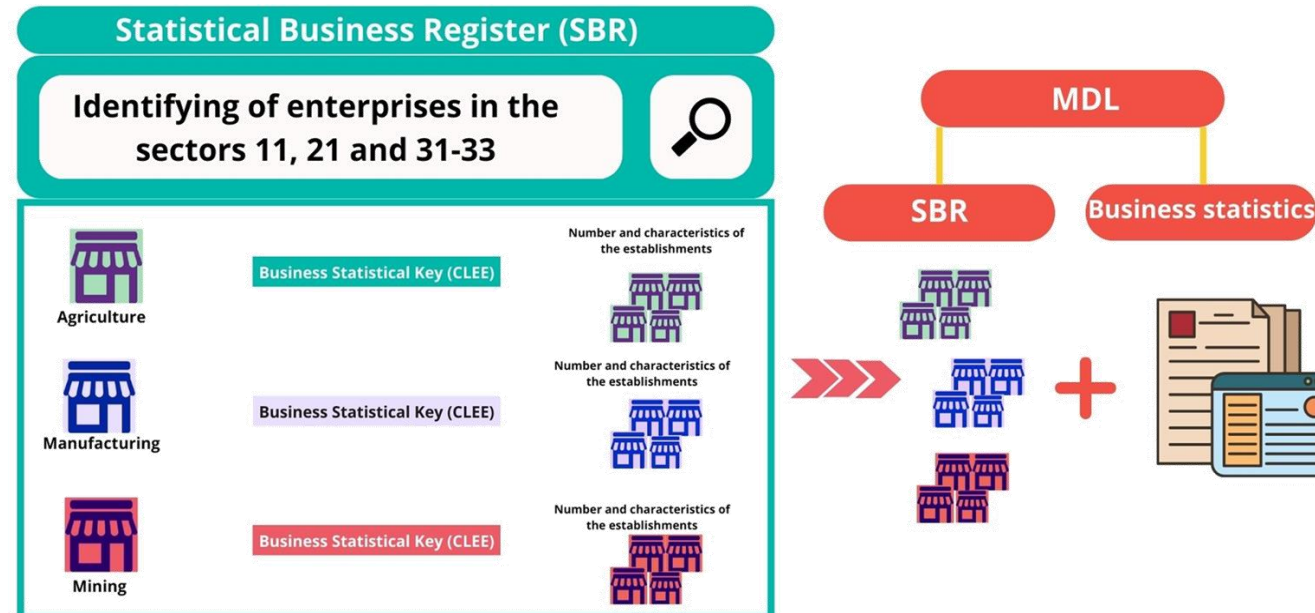 Statistical Business Register (SBR)
Identifying of enterprises in the
sectors 11, 21 and 31-33
Agriculture
Business Statistical Key (CLEE)
Number and characteristics of
the establishments
Manufacturing
Business Statistical Key (CLEE)
Number and characteristics of
the establishments
Mining
Business Statistical Key (CLEE)
Number and characteristics of
the establishments
MDL
SBR
Business statistics